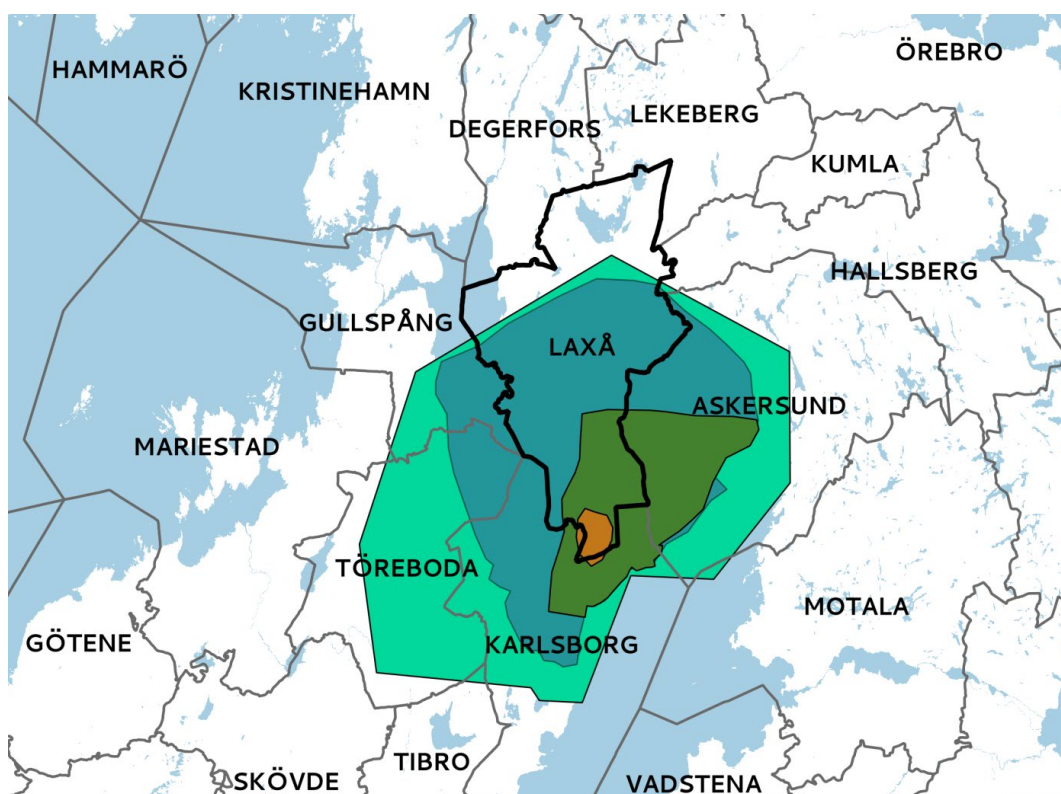 ÖREBRO
HAMMARÖ
KRISTINEHAMN
LEKEBERG
DEGERFORS
KUMLA
HALLSBERG
GULLSPÅNG
LAXÅ
ASKERSUND
MARIESTAD
TÖREBODA
MOTALA
GÖTENE
KARLSBORG
TIBRO
SKÖVDE
VADSTENA